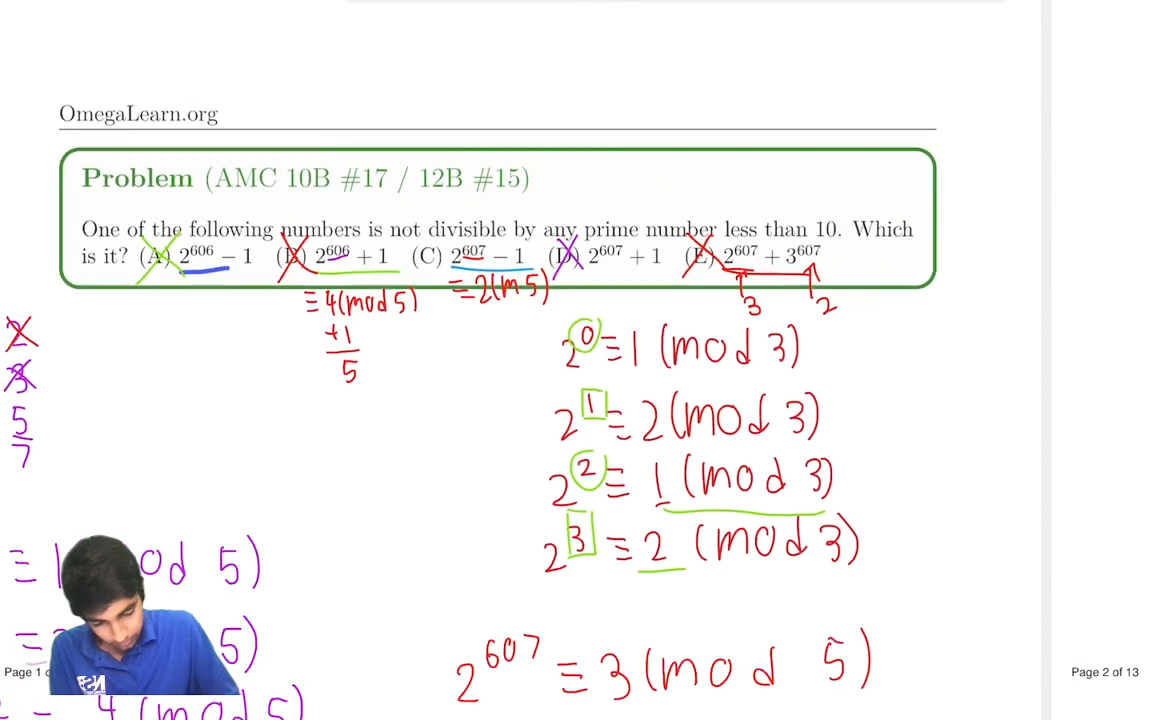 OmegaLearn.org
Problem (AMC 10B #17 / 12B #15)
One of the following numbers is not divisible by any prime number less than 10. Which
is it? (A) 2^606 − 1 (B) 2^606 + 1 (C) 2^607 − 1 (D) 2^607 + 1 (E) 2^607 + 3^607
≡ 4(mod 5)
+1
5
≡ 2(m 5)
3
2
2
3
5
7
2^0 ≡ 1 (mod 3)
2^1 ≡ 2(mod 3)
2^2 ≡ 1 (mod 3)
2^3 ≡ 2 (mod 3)
≡ 1 mod 5)
≡ 5)
4 (mod 5)
2^607 ≡ 3 (mod 5)
Page 1 o
Page 2 of 13